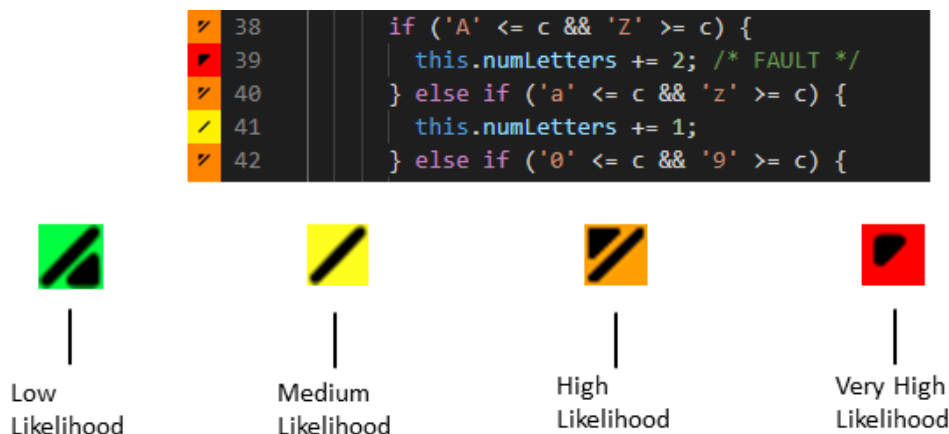 38 if ('A' <= c && 'Z' >= c) {
39 this.numLetters += 2; /* FAULT */
40 } else if ('a' <= c && 'z' >= c) {
41 this.numLetters += 1;
42 } else if ('0' <= c && '9' >= c) {
Low
Likelihood
Medium
Likelihood
High
Likelihood
Very High
Likelihood